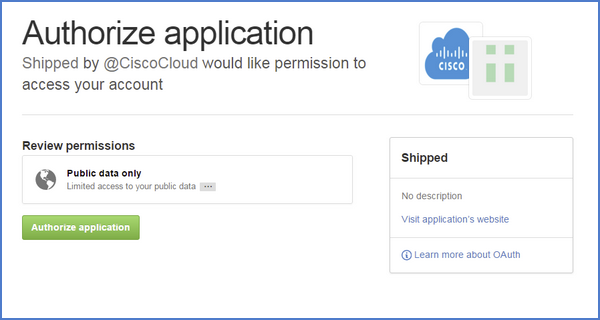 Authorize application
Shipped by @CiscoCloud would like permission to
access your account
CISCO
Review permissions
Public data only
Limited access to your public data ...
Authorize application
Shipped
No description
Visit application's website
Learn more about OAuth